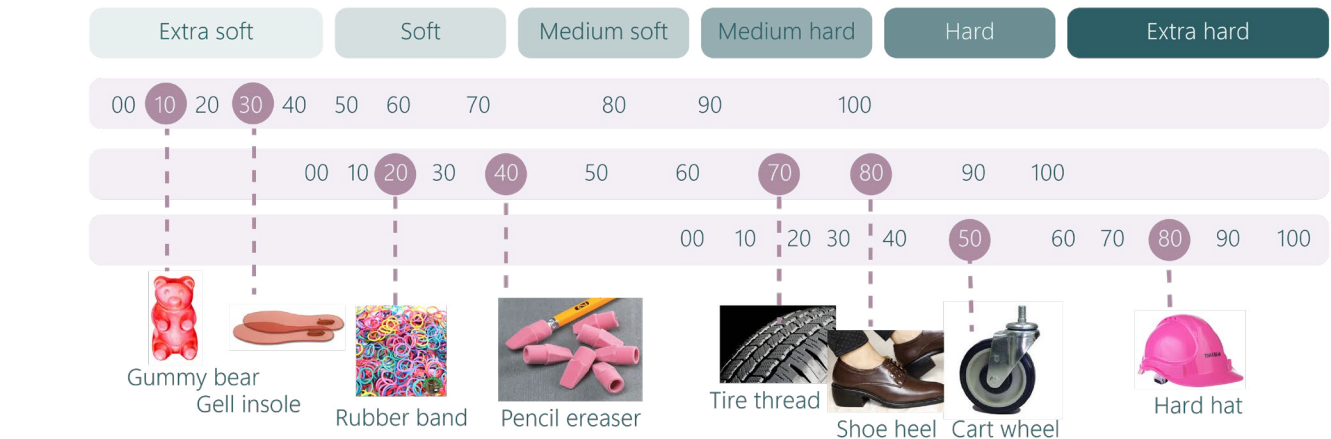 Extra soft Soft Medium soft Medium hard Hard Extra hard
00 10 20 30 40 50 60 70 80 90 100
00 10 20 30 40 50 60 70 80 90 100
00 10 20 30 40 50 60 70 80 90 100
Gummy bear
Gell insole
Rubber band
Pencil ereaser
Tire thread
Shoe heel
Cart wheel
Hard hat